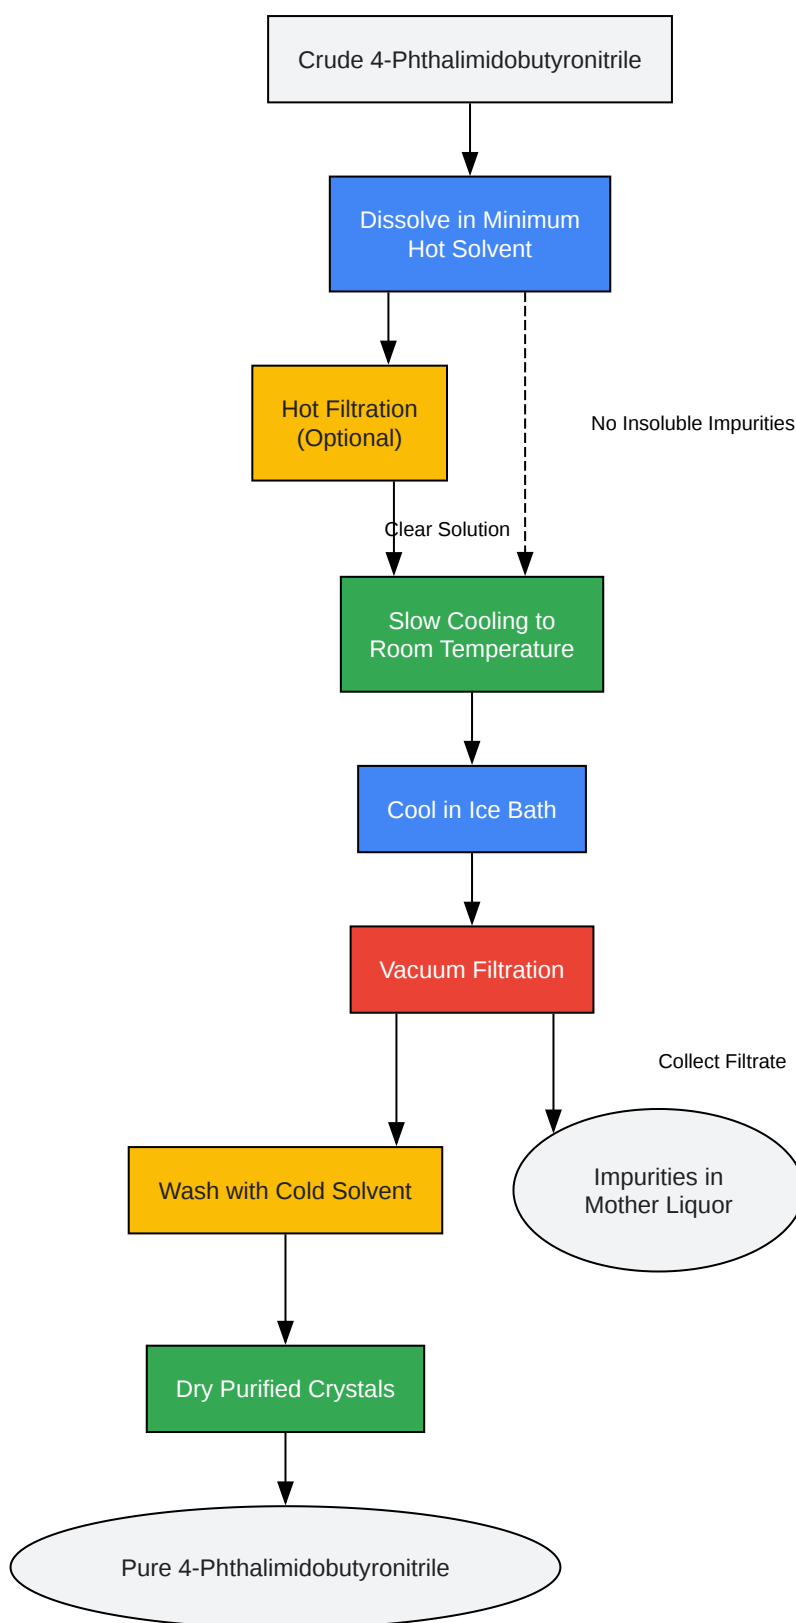 Crude 4-Phthalimidobutyronitrile
Dissolve in Minimum
Hot Solvent
Hot Filtration
(Optional)
No Insoluble Impurities
Clear Solution
Slow Cooling to
Room Temperature
Cool in Ice Bath
Vacuum Filtration
Collect Filtrate
Wash with Cold Solvent
Impurities in
Mother Liquor
Dry Purified Crystals
Pure 4-Phthalimidobutyronitrile